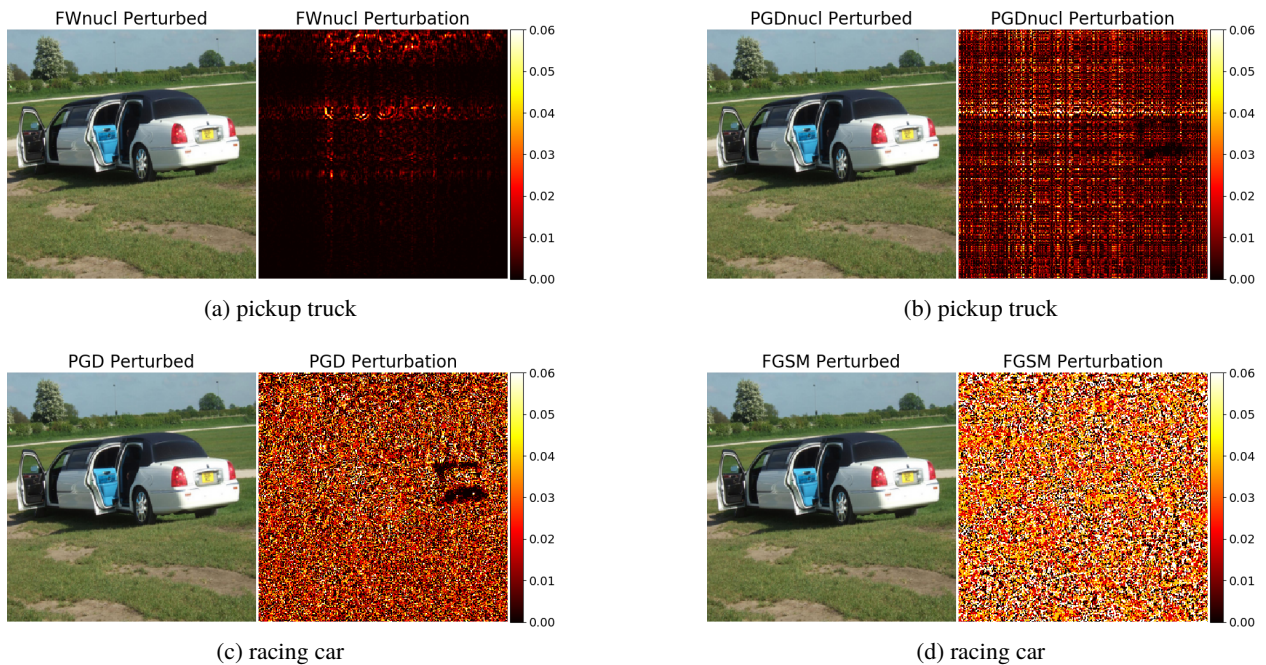 FWnucl Perturbed
FWnucl Perturbation
0.06
0.05
0.04
0.03
0.02
0.01
0.00
(a) pickup truck
PGDnucl Perturbed
PGDnucl Perturbation
0.06
0.05
0.04
0.03
0.02
0.01
0.00
(b) pickup truck
PGD Perturbed
PGD Perturbation
0.06
0.05
0.04
0.03
0.02
0.01
0.00
(c) racing car
FGSM Perturbed
FGSM Perturbation
0.06
0.05
0.04
0.03
0.02
0.01
0.00
(d) racing car